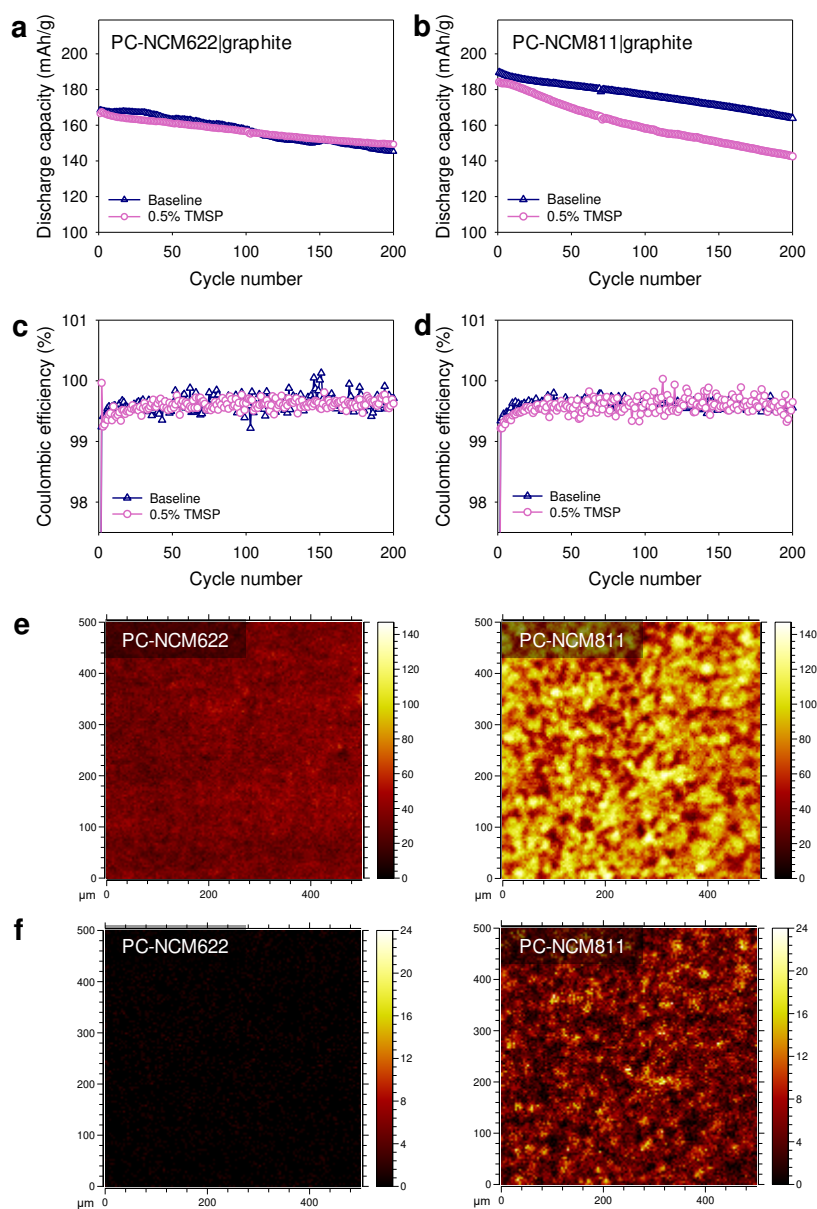 a
PC-NCM622|graphite
Discharge capacity (mAh/g)
200
180
160
140
120
100
Baseline
0.5% TMSP
0 50 100 150 200
Cycle number
b
PC-NCM811|graphite
Discharge capacity (mAh/g)
200
180
160
140
120
100
Baseline
0.5% TMSP
0 50 100 150 200
Cycle number
c
Coulombic efficiency (%)
101
100
99
98
Baseline
0.5% TMSP
0 50 100 150 200
Cycle number
d
Coulombic efficiency (%)
101
100
99
98
Baseline
0.5% TMSP
0 50 100 150 200
Cycle number
e
PC-NCM622
500
400
300
200
100
0
µm 0 200 400
140
120
100
80
60
40
20
0
PC-NCM811
500
400
300
200
100
0
µm 0 200 400
140
120
100
80
60
40
20
0
f
PC-NCM622
500
400
300
200
100
0
µm 0 200 400
24
20
16
12
8
4
0
PC-NCM811
500
400
300
200
100
0
µm 0 200 400
24
20
16
12
8
4
0